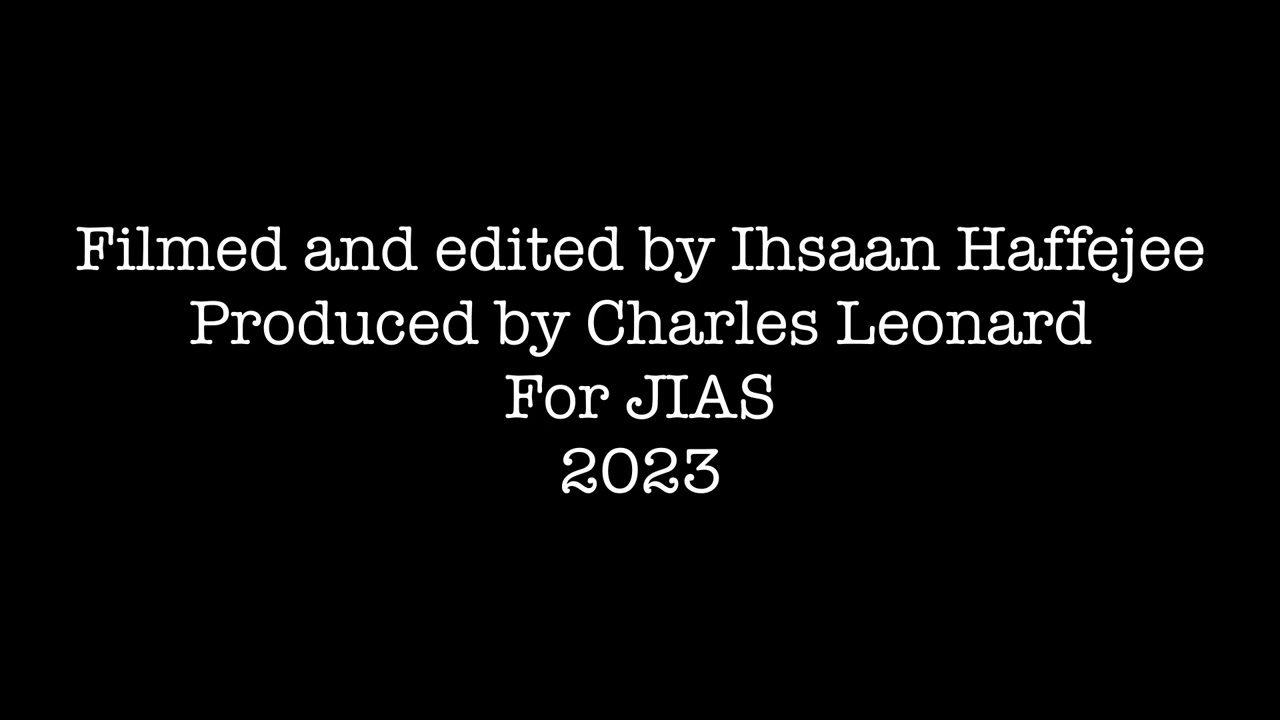 Filmed and edited by Ihsaan Haffejee
Produced by Charles Leonard
For JIAS
2023